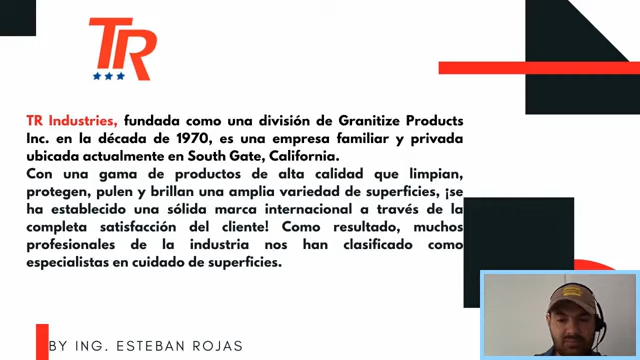 TR
TR Industries, fundada como una división de Granitize Products
Inc. en la década de 1970, es una empresa familiar y privada
ubicada actualmente en South Gate, California.
Con una gama de productos de alta calidad que limpian,
protegen, pulen y brillan una amplia variedad de superficies, ¡se
ha establecido una sólida marca internacional a través de la
completa satisfacción del cliente! Como resultado, muchos
profesionales de la industria nos han clasificado como
especialistas en cuidado de superficies.
BY ING. ESTEBAN ROJAS